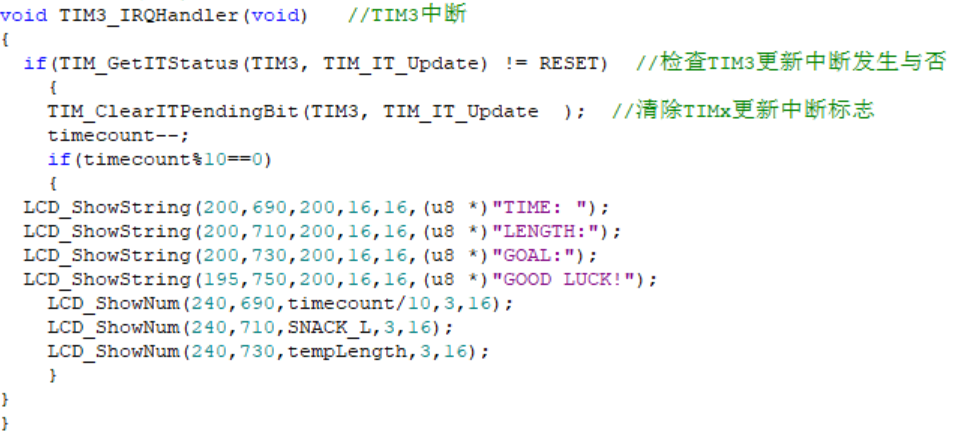 void TIM3_IRQHandler(void)   //TIM3中断
{
  if(TIM_GetITStatus(TIM3, TIM_IT_Update) != RESET)  //检查TIM3更新中断发生与否
    {
    TIM_ClearITPendingBit(TIM3, TIM_IT_Update  );  //清除TIMx更新中断标志
    timecount--;
    if(timecount%10==0)
    {
  LCD_ShowString(200,690,200,16,16,(u8 *)"TIME: ");
  LCD_ShowString(200,710,200,16,16,(u8 *)"LENGTH:");
  LCD_ShowString(200,730,200,16,16,(u8 *)"GOAL:");
  LCD_ShowString(195,750,200,16,16,(u8 *)"GOOD LUCK!");
    LCD_ShowNum(240,690,timecount/10,3,16);
    LCD_ShowNum(240,710,SNACK_L,3,16);
    LCD_ShowNum(240,730,tempLength,3,16);
    }
}
}